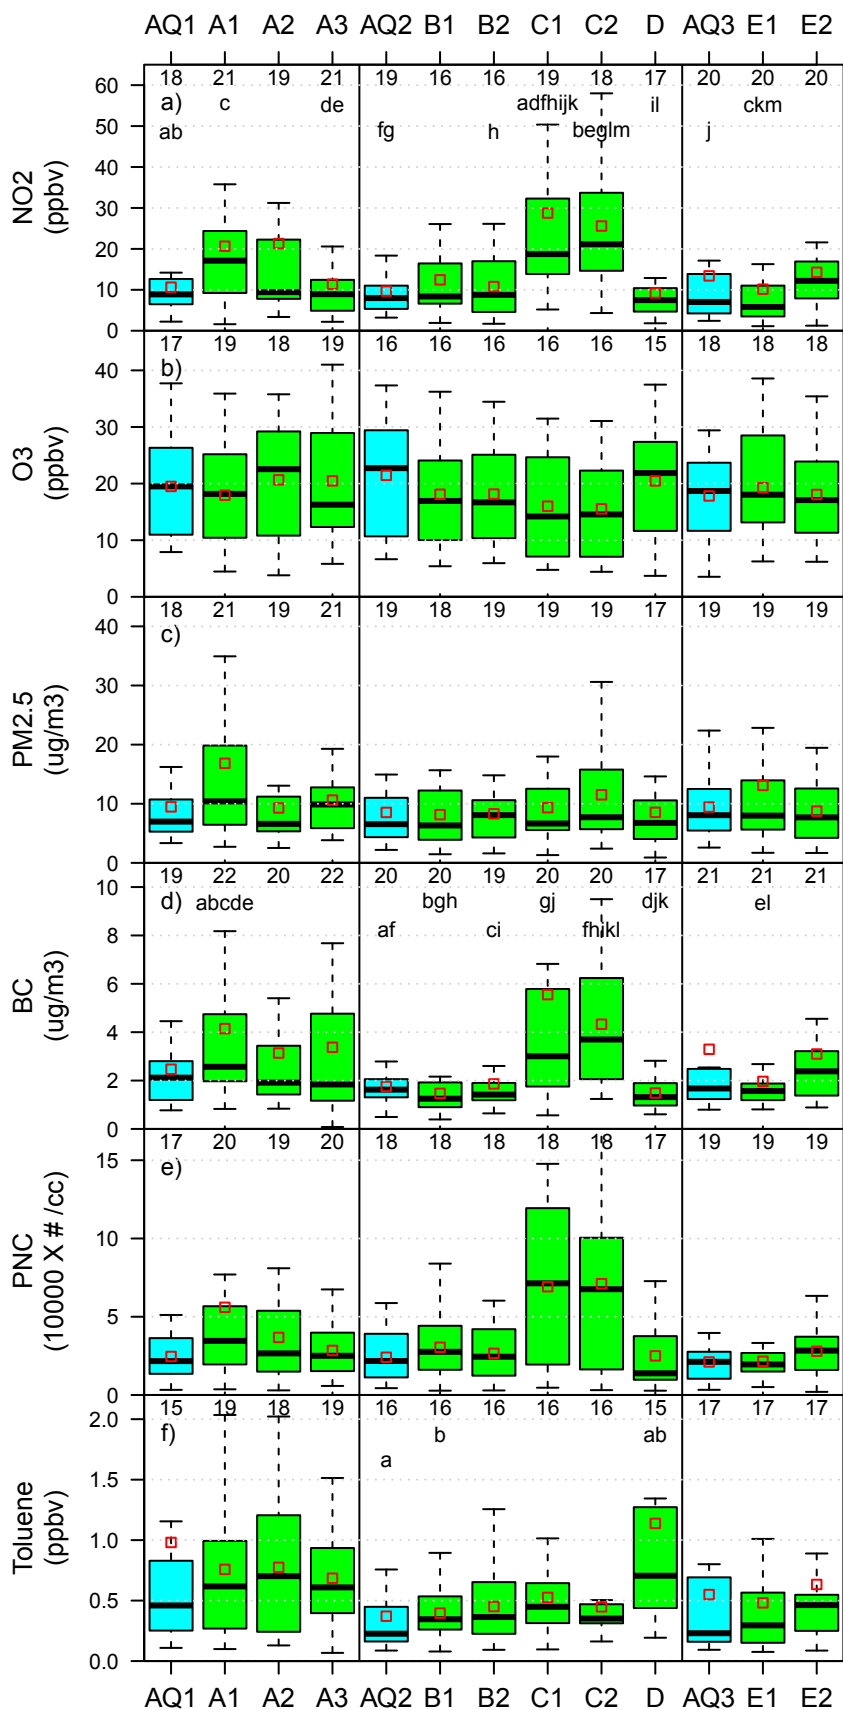 AQ1 A1 A2 A3 AQ2 B1 B2 C1 C2 D AQ3 E1 E2
18 21 19 21 19 16 16 19 18 17 20 20 20
a) c de adfhijk il ckm
ab fg h beglm j
NO2
(ppbv)
60
50
40
30
20
10
0
17 19 18 19 16 16 16 16 16 15 18 18 18
b)
O3
(ppbv)
40
30
20
10
0
18 21 19 21 19 18 19 19 19 17 19 19 19
c)
PM2.5
(ug/m3)
40
30
20
10
0
19 22 20 22 20 20 19 20 20 17 21 21 21
d) abcde bgh gj djk el
af ci fhikl
BC
(ug/m3)
10
8
6
4
2
0
17 20 19 20 18 18 18 18 18 17 19 19 19
e)
PNC
(10000 X # /cc)
15
10
5
0
15 19 18 19 16 16 16 16 16 15 17 17 17
f) b ab
a
Toluene
(ppbv)
2.0
1.5
1.0
0.5
0.0
AQ1 A1 A2 A3 AQ2 B1 B2 C1 C2 D AQ3 E1 E2